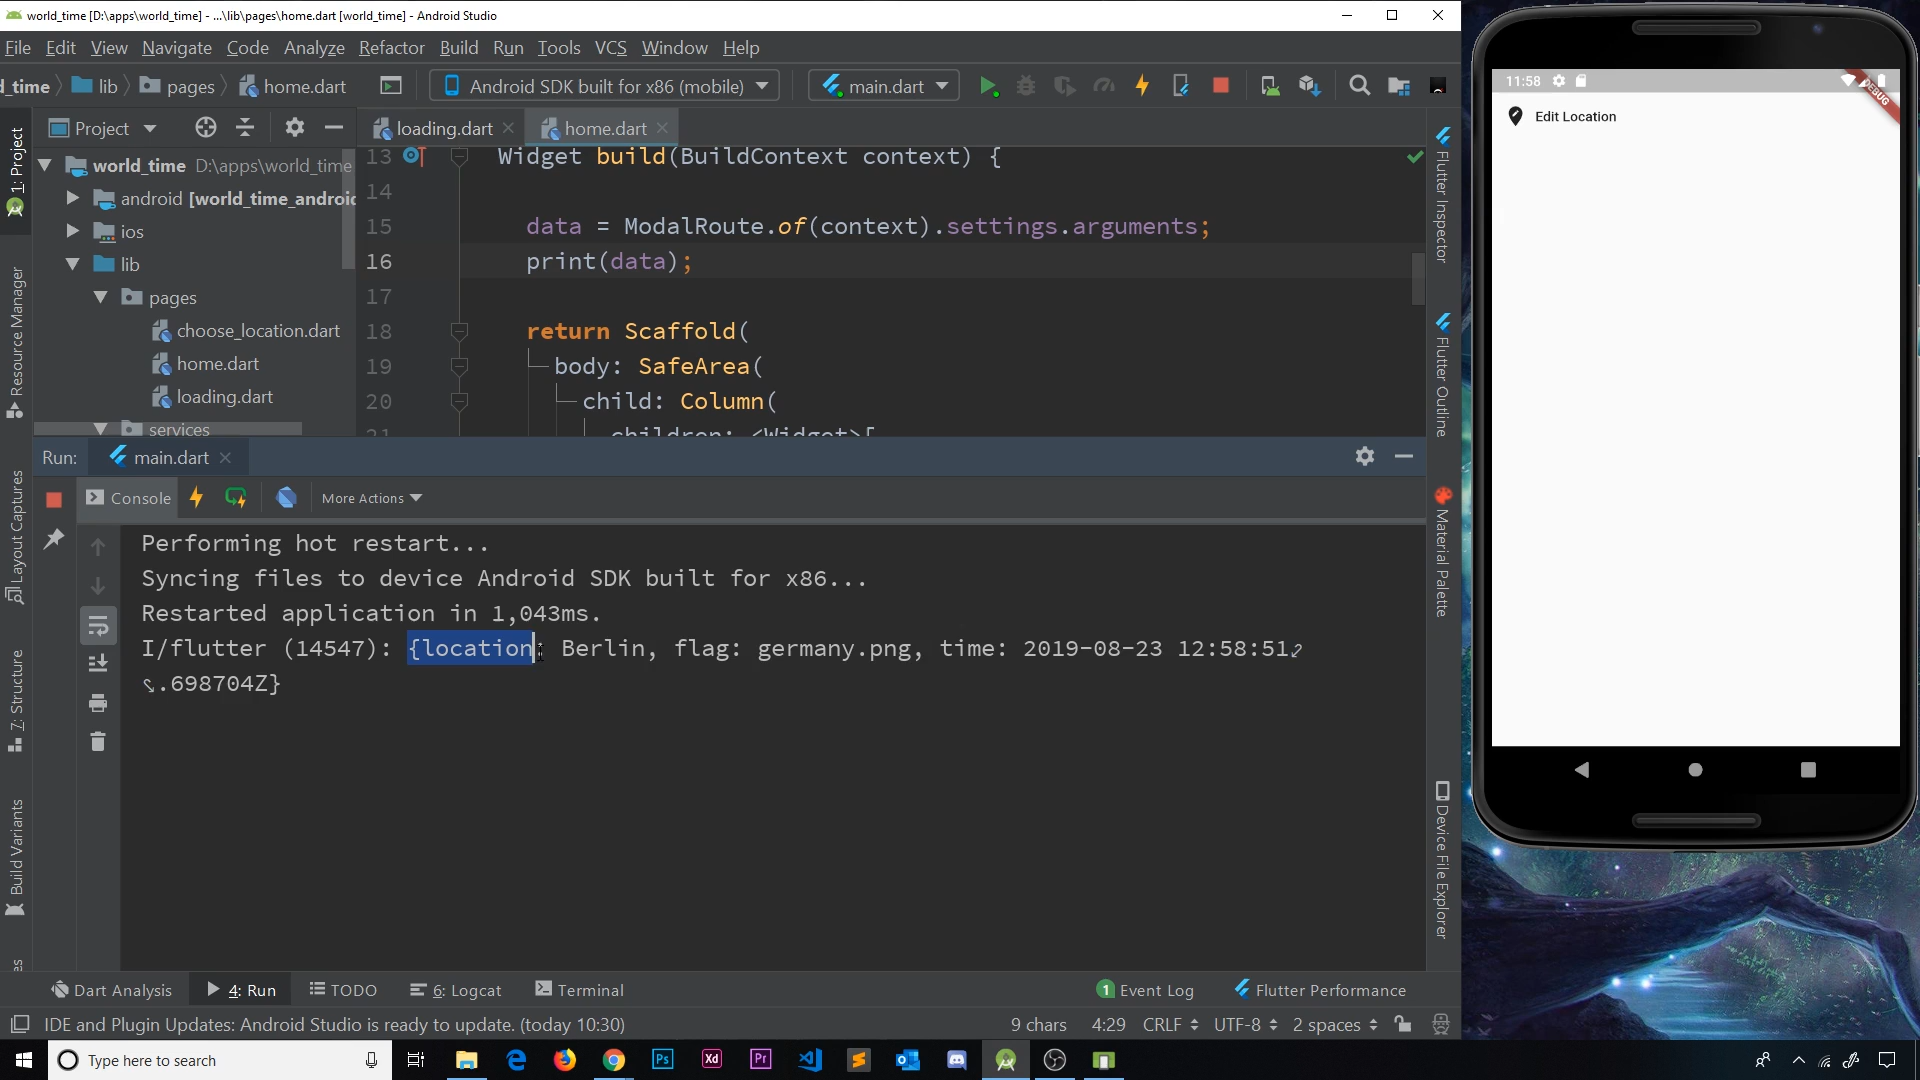 world_time [D:\apps\world_time] - ...\lib\pages\home.dart [world_time] - Android Studio
File Edit View Navigate Code Analyze Refactor Build Run Tools VCS Window Help
d_time lib pages home.dart Android SDK built for x86 (mobile) main.dart
Project loading.dart home.dart
1: Project
Resource Manager
Layout Captures
7: Structure
Build Variants
es
world_time D:\apps\world_time
android [world_time_androic
ios
lib
pages
choose_location.dart
home.dart
loading.dart
services
13 Widget build(BuildContext context) {
14
15 data = ModalRoute.of(context).settings.arguments;
16 print(data);
17
18 return Scaffold(
19 body: SafeArea(
20 child: Column(
21 children: <Widget>[
Run: main.dart
Console More Actions
Performing hot restart...
Syncing files to device Android SDK built for x86...
Restarted application in 1,043ms.
I/flutter (14547): {location: Berlin, flag: germany.png, time: 2019-08-23 12:58:51
.698704Z}
Flutter Inspector
Flutter Outline
Material Palette
Device File Explorer
Dart Analysis 4: Run TODO 6: Logcat Terminal 1 Event Log Flutter Performance
IDE and Plugin Updates: Android Studio is ready to update. (today 10:30) 9 chars 4:29 CRLF UTF-8 2 spaces
Type here to search
Ps Xd Pr
11:58
DEBUG
Edit Location